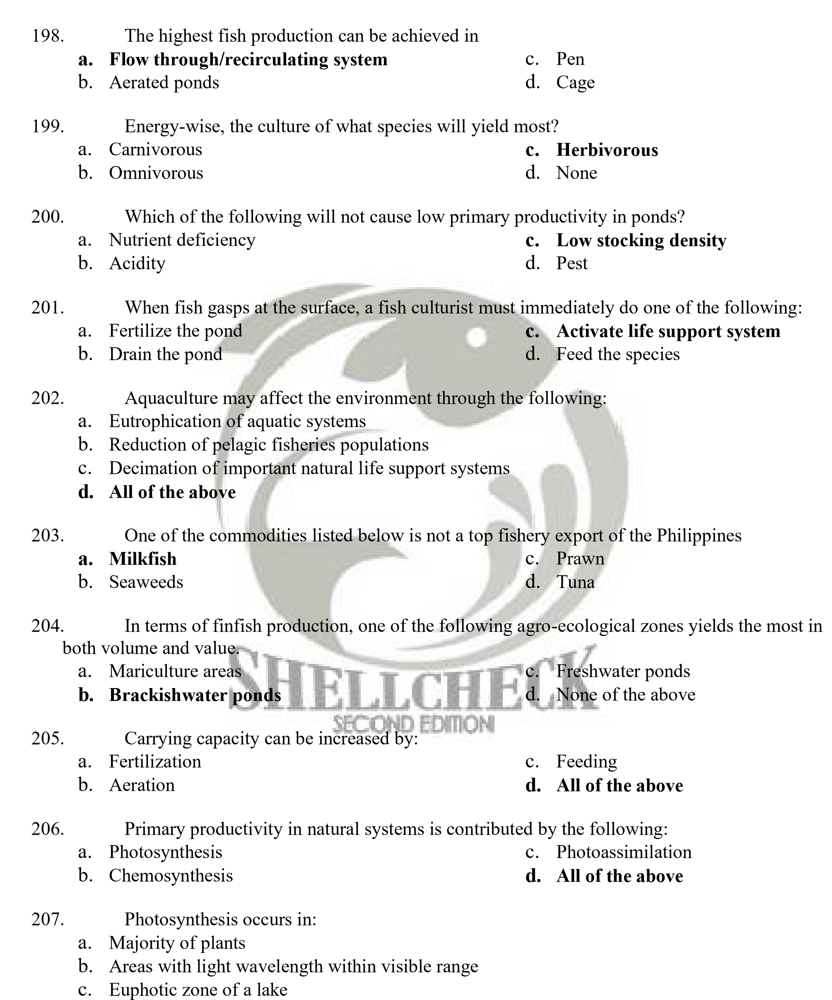 198. The highest fish production can be achieved in
a. Flow through/recirculating system c. Pen
b. Aerated ponds d. Cage
199. Energy-wise, the culture of what species will yield most?
a. Carnivorous c. Herbivorous
b. Omnivorous d. None
200. Which of the following will not cause low primary productivity in ponds?
a. Nutrient deficiency c. Low stocking density
b. Acidity d. Pest
201. When fish gasps at the surface, a fish culturist must immediately do one of the following:
a. Fertilize the pond c. Activate life support system
b. Drain the pond d. Feed the species
202. Aquaculture may affect the environment through the following:
a. Eutrophication of aquatic systems
b. Reduction of pelagic fisheries populations
c. Decimation of important natural life support systems
d. All of the above
203. One of the commodities listed below is not a top fishery export of the Philippines
a. Milkfish c. Prawn
b. Seaweeds d. Tuna
204. In terms of finfish production, one of the following agro-ecological zones yields the most in
both volume and value.
a. Mariculture areas c. Freshwater ponds
b. Brackishwater ponds d. None of the above
SHELLCHECK
SECOND EDITION
205. Carrying capacity can be increased by:
a. Fertilization c. Feeding
b. Aeration d. All of the above
206. Primary productivity in natural systems is contributed by the following:
a. Photosynthesis c. Photoassimilation
b. Chemosynthesis d. All of the above
207. Photosynthesis occurs in:
a. Majority of plants
b. Areas with light wavelength within visible range
c. Euphotic zone of a lake